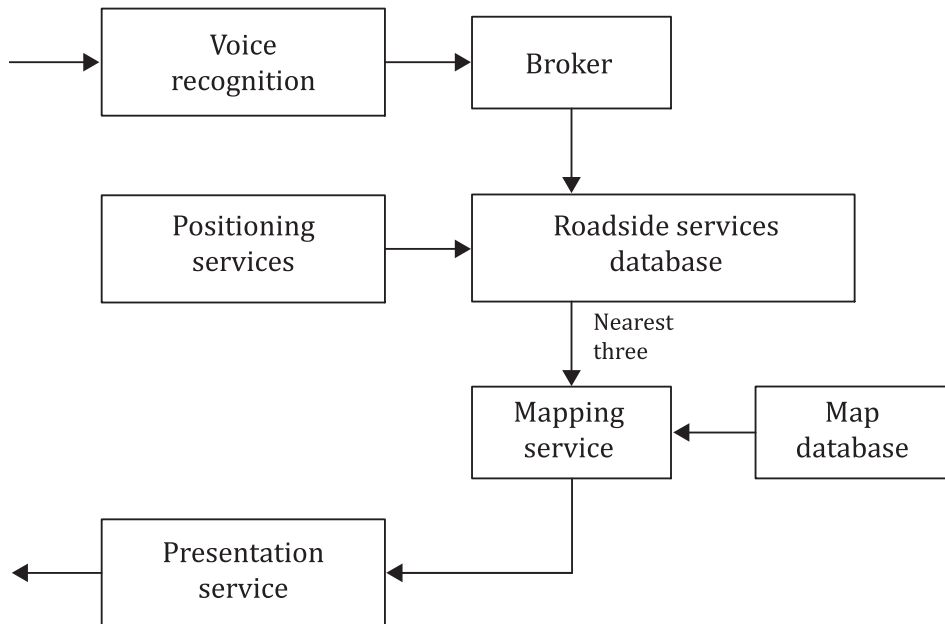 Voice
recognition
Broker
Positioning
services
Roadside services
database
Nearest
three
Mapping
service
Map
database
Presentation
service